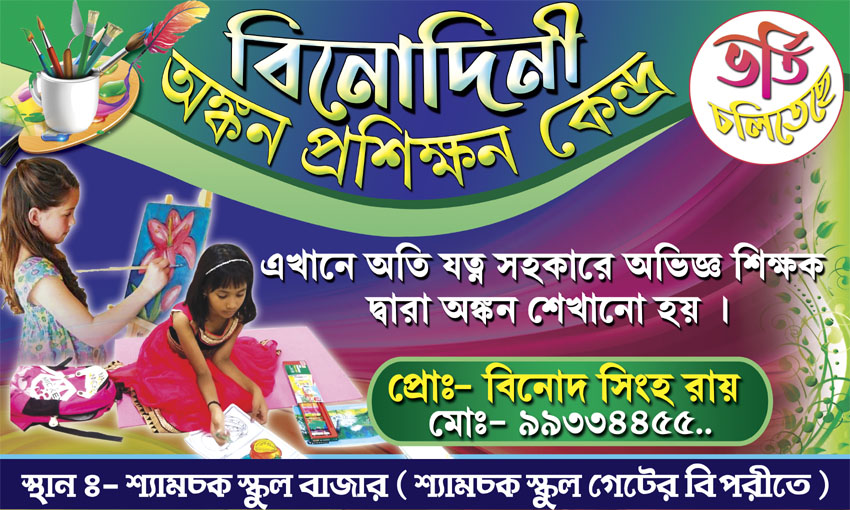 বিনোদিনী
অঙ্কন প্রশিক্ষন কেন্দ্র
ভর্তি
চলিতেছে
এখানে অতি যত্ন সহকারে অভিজ্ঞ শিক্ষক
দ্বারা অঙ্কন শেখানো হয় ।
প্রোঃ- বিনোদ সিংহ রায়
মোঃ- ৯৯৩৩৪৪৫৫..
স্থান ঃ- শ্যামচক স্কুল বাজার ( শ্যামচক স্কুল গেটের বিপরীতে )